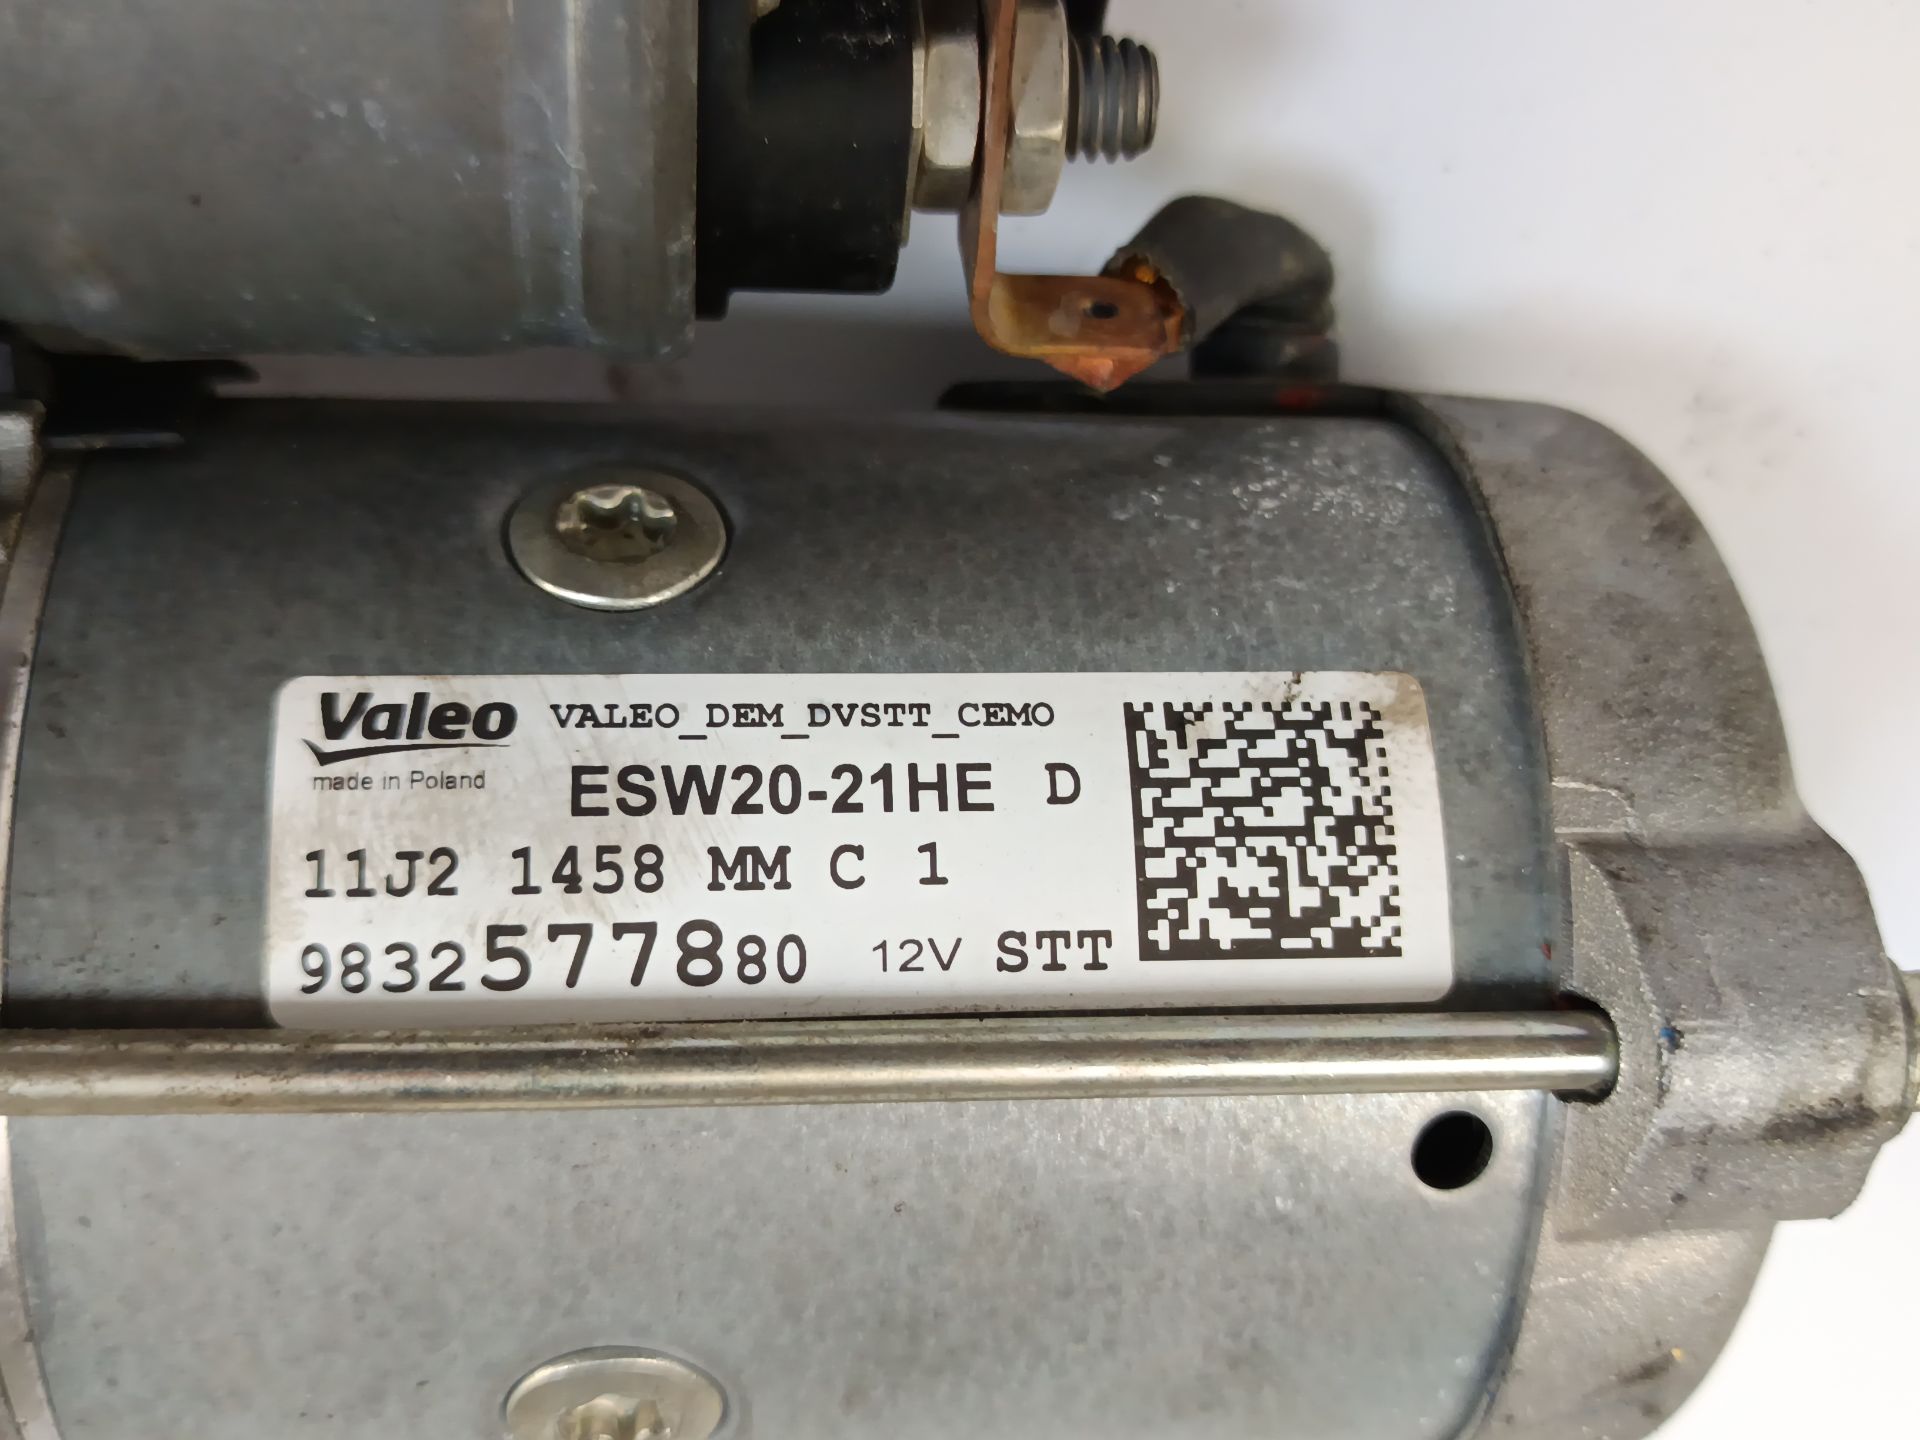 Valeo VALEO_DEM_DVSTT_CEMO
made in Poland ESW20-21HE D
11J2 1458 MM C 1
9832577880 12V STT